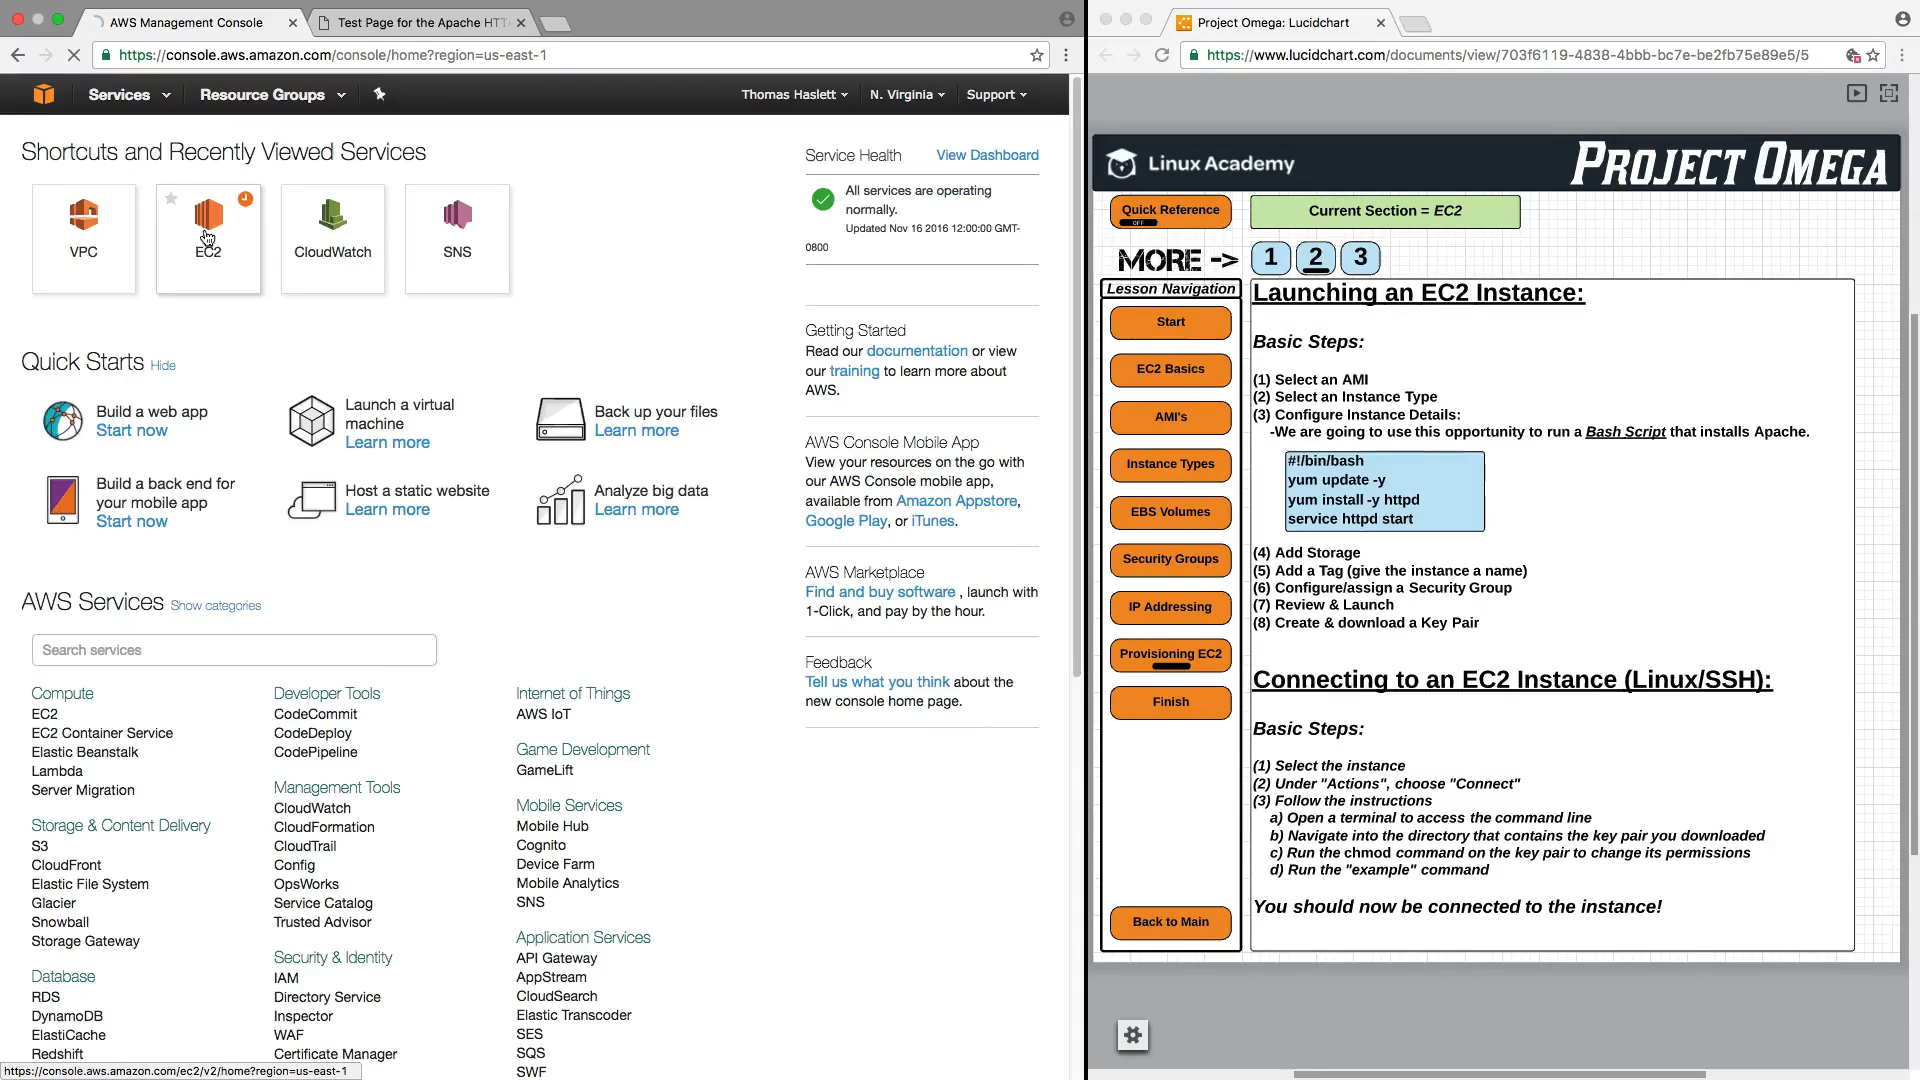 AWS Management Console
Test Page for the Apache HTT
https://console.aws.amazon.com/console/home?region=us-east-1
Services
Resource Groups
Thomas Haslett
N. Virginia
Support
Shortcuts and Recently Viewed Services
VPC
EC2
CloudWatch
SNS
Quick Starts Hide
Build a web app
Start now
Launch a virtual
machine
Learn more
Back up your files
Learn more
Build a back end for
your mobile app
Start now
Host a static website
Learn more
Analyze big data
Learn more
AWS Services Show categories
Search services
Compute
EC2
EC2 Container Service
Elastic Beanstalk
Lambda
Server Migration
Storage & Content Delivery
S3
CloudFront
Elastic File System
Glacier
Snowball
Storage Gateway
Database
RDS
DynamoDB
ElastiCache
Redshift
Developer Tools
CodeCommit
CodeDeploy
CodePipeline
Management Tools
CloudWatch
CloudFormation
CloudTrail
Config
OpsWorks
Service Catalog
Trusted Advisor
Security & Identity
IAM
Directory Service
Inspector
WAF
Certificate Manager
Internet of Things
AWS IoT
Game Development
GameLift
Mobile Services
Mobile Hub
Cognito
Device Farm
Mobile Analytics
SNS
Application Services
API Gateway
AppStream
CloudSearch
Elastic Transcoder
SES
SQS
SWF
Service Health
View Dashboard
All services are operating
normally.
Updated Nov 16 2016 12:00:00 GMT-
0800
Getting Started
Read our documentation or view
our training to learn more about
AWS.
AWS Console Mobile App
View your resources on the go with
our AWS Console mobile app,
available from Amazon Appstore,
Google Play, or iTunes.
AWS Marketplace
Find and buy software , launch with
1-Click, and pay by the hour.
Feedback
Tell us what you think about the
new console home page.
https://console.aws.amazon.com/ec2/v2/home?region=us-east-1
Project Omega: Lucidchart
https://www.lucidchart.com/documents/view/703f6119-4838-4bbb-bc7e-be2fb75e89e5/5
Linux Academy
PROJECT OMEGA
Quick Reference
OFF
Current Section = EC2
MORE ->
1
2
3
Lesson Navigation
Start
EC2 Basics
AMI's
Instance Types
EBS Volumes
Security Groups
IP Addressing
Provisioning EC2
Finish
Back to Main
Launching an EC2 Instance:
Basic Steps:
(1) Select an AMI
(2) Select an Instance Type
(3) Configure Instance Details:
-We are going to use this opportunity to run a Bash Script that installs Apache.
#!/bin/bash
yum update -y
yum install -y httpd
service httpd start
(4) Add Storage
(5) Add a Tag (give the instance a name)
(6) Configure/assign a Security Group
(7) Review & Launch
(8) Create & download a Key Pair
Connecting to an EC2 Instance (Linux/SSH):
Basic Steps:
(1) Select the instance
(2) Under "Actions", choose "Connect"
(3) Follow the instructions
a) Open a terminal to access the command line
b) Navigate into the directory that contains the key pair you downloaded
c) Run the chmod command on the key pair to change its permissions
d) Run the "example" command
You should now be connected to the instance!